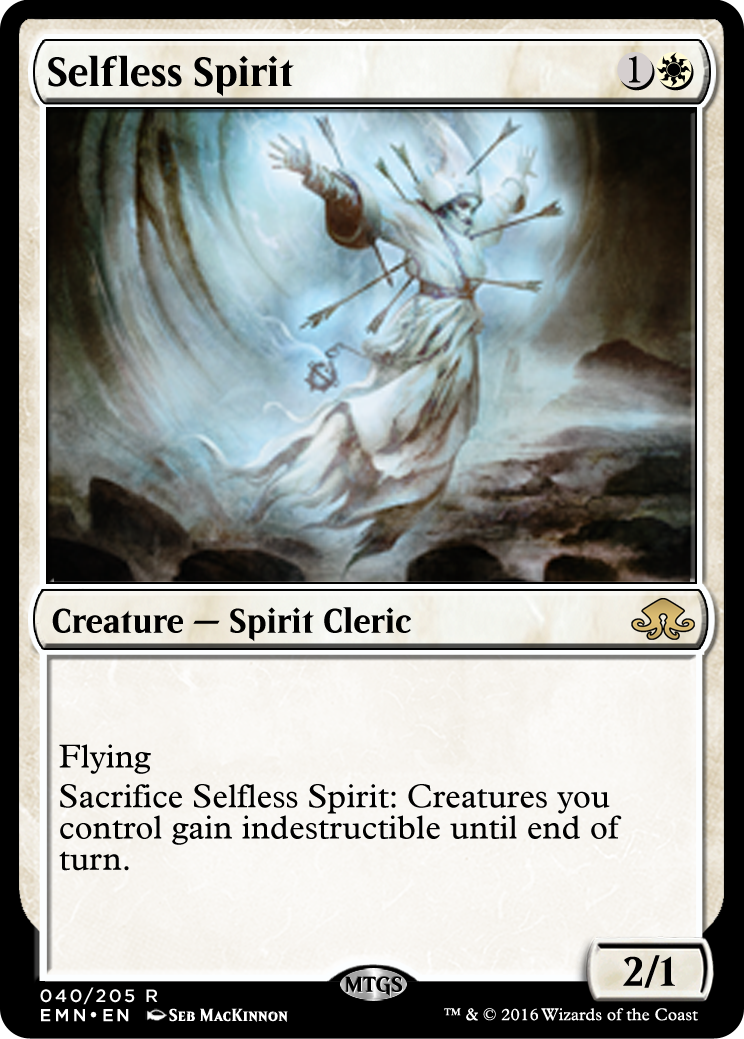 Selfless Spirit 1
Creature — Spirit Cleric
Flying
Sacrifice Selfless Spirit: Creatures you
control gain indestructible until end of
turn.
2/1
MTGS
040/205 R
EMN•EN Seb MacKinnon
™ & © 2016 Wizards of the Coast